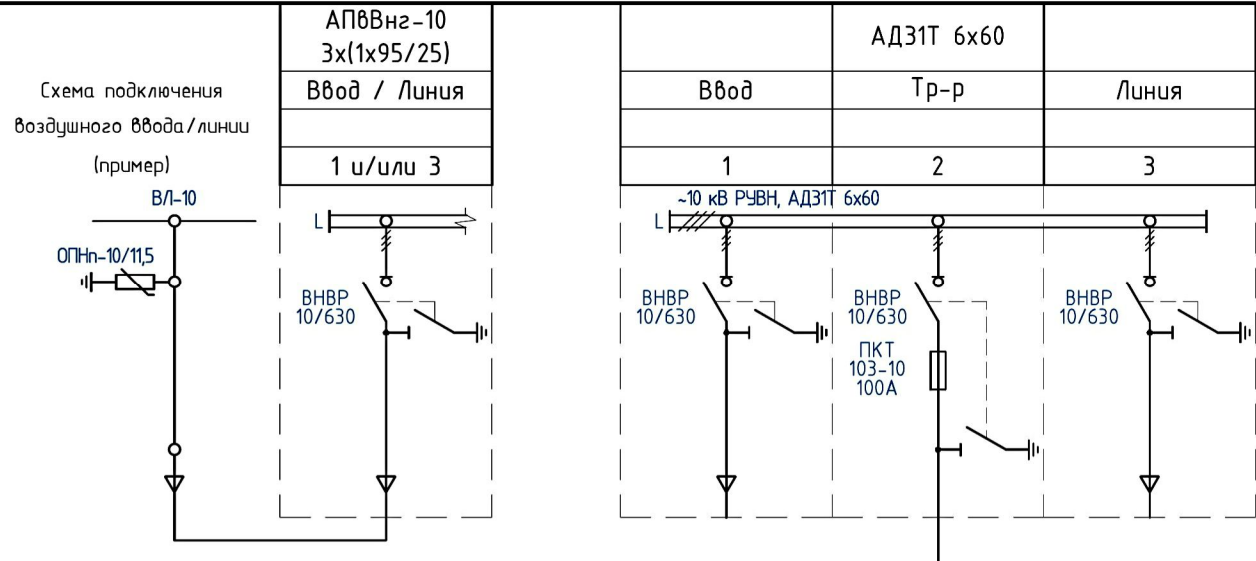 АПвВнг-10
3х(1х95/25)
Ввод / Линия
1 и/или 3
Схема подключения
воздушного ввода/линии
(пример)
ВЛ-10
ОПНп-10/11,5
L
ВНВР
10/630
АД31Т 6х60
Ввод
Тр-р
Линия
1
2
3
~10 кВ РУВН, АД31Т 6х60
L
ВНВР
10/630
ВНВР
10/630
ПКТ
103-10
100А
ВНВР
10/630